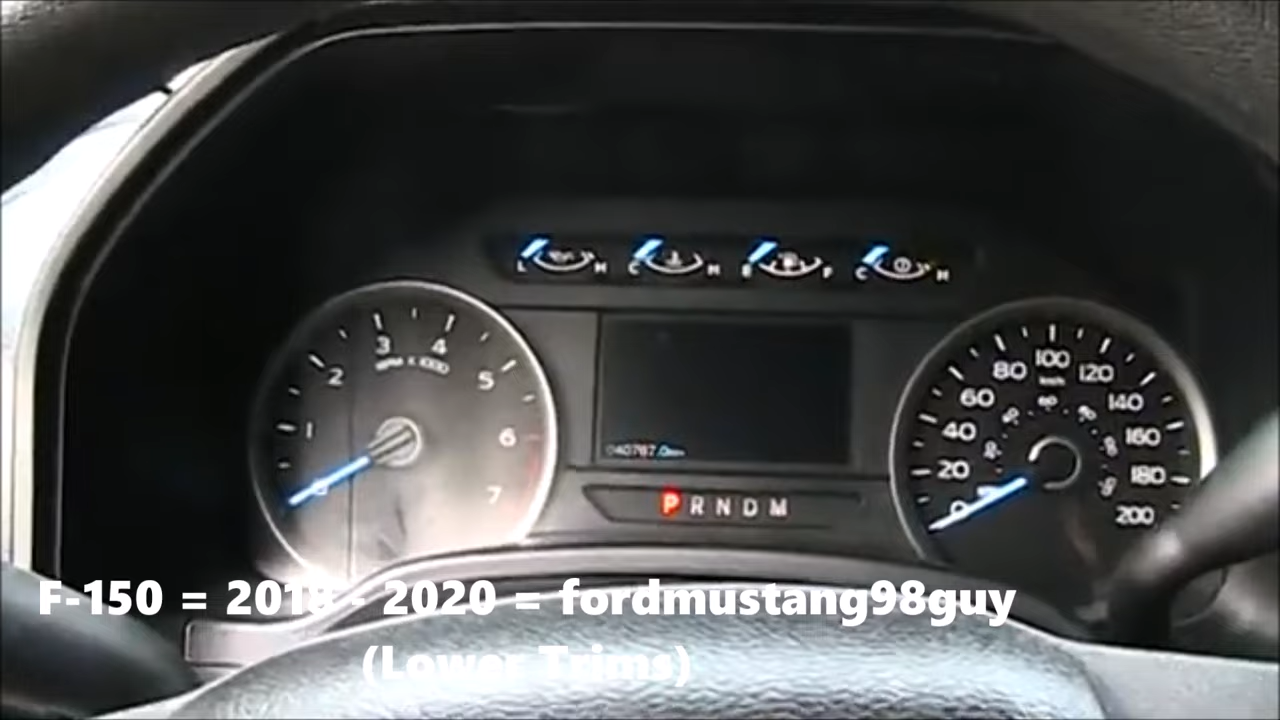 L H C H E F C H
3 4
RPM X 1000
2 5
1 6
0 7
80 100 120
km/h
60 140
40 160
20 180
0 200
P R N D M
F-150 = 2018 - 2020 = fordmustang98guy
(Lower Trims)